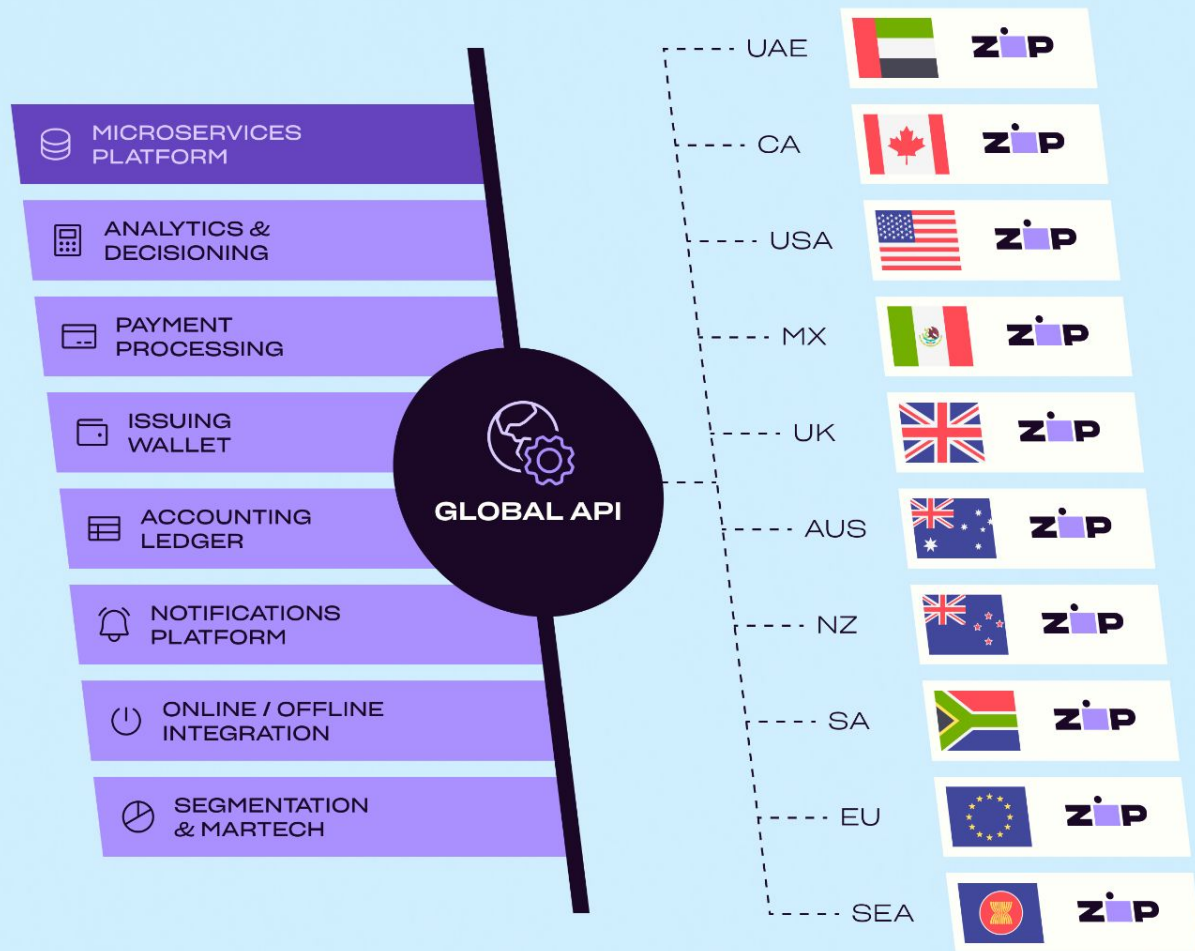 MICROSERVICES
PLATFORM
ANALYTICS &
DECISIONING
PAYMENT
PROCESSING
ISSUING
WALLET
ACCOUNTING
LEDGER
NOTIFICATIONS
PLATFORM
ONLINE / OFFLINE
INTEGRATION
SEGMENTATION
& MARTECH
GLOBAL API
UAE zip
CA zip
USA zip
MX zip
UK zip
AUS zip
NZ zip
SA zip
EU zip
SEA zip